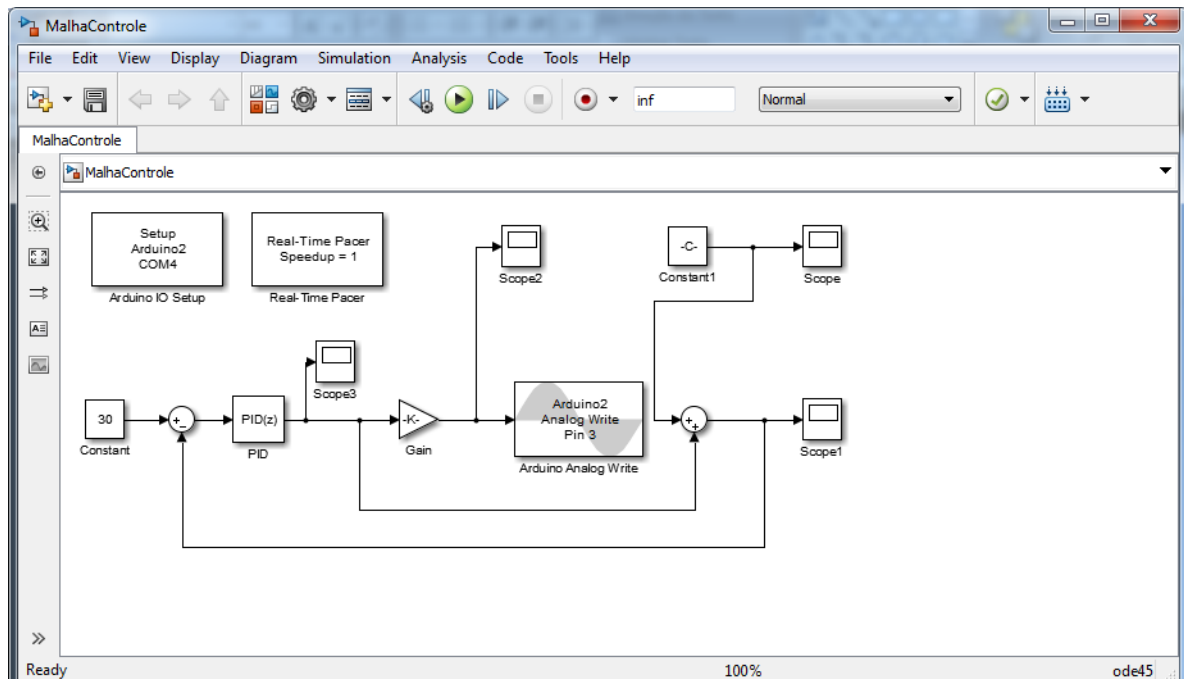 MalhaControle
File Edit View Display Diagram Simulation Analysis Code Tools Help
inf
Normal
MalhaControle
MalhaControle
Setup
Arduino2
COM4
Arduino IO Setup
Real-Time Pacer
Speedup = 1
Real-Time Pacer
Scope2
-C-
Constant1
Scope
Scope3
30
Constant
+
-
PID(z)
PID
-K-
Gain
Arduino2
Analog Write
Pin 3
Arduino Analog Write
+
+
Scope1
Ready
100%
ode45